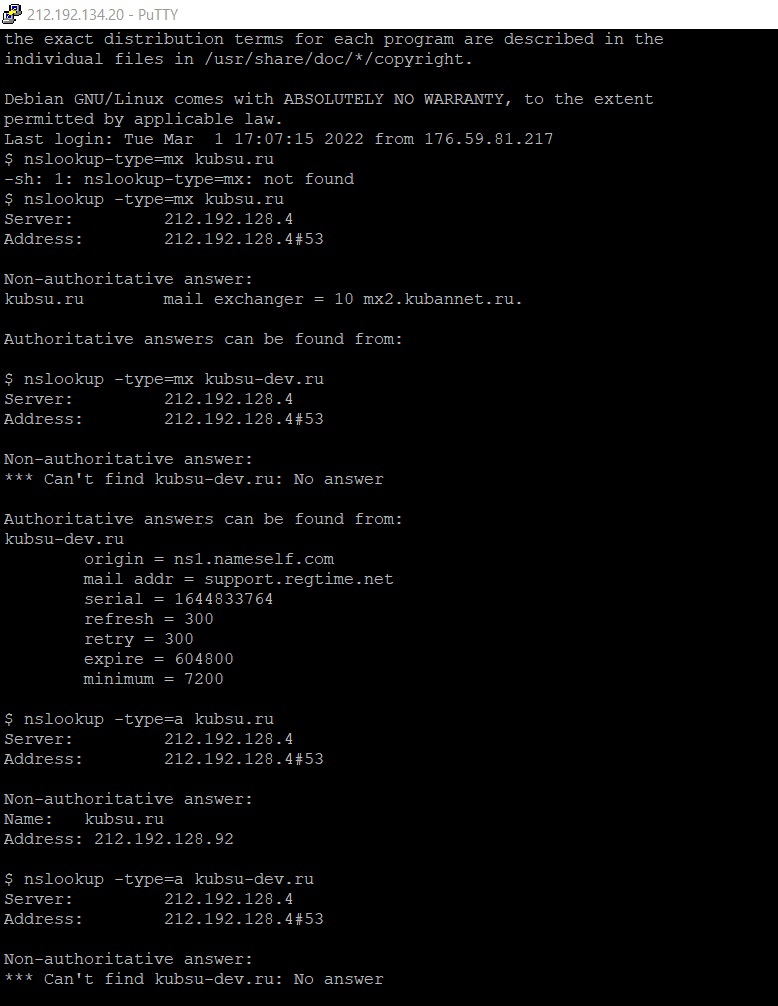 212.192.134.20 - PuTTY
the exact distribution terms for each program are described in the
individual files in /usr/share/doc/*/copyright.
Debian GNU/Linux comes with ABSOLUTELY NO WARRANTY, to the extent
permitted by applicable law.
Last login: Tue Mar  1 17:07:15 2022 from 176.59.81.217
$ nslookup-type=mx kubsu.ru
-sh: 1: nslookup-type=mx: not found
$ nslookup -type=mx kubsu.ru
Server:         212.192.128.4
Address:        212.192.128.4#53
Non-authoritative answer:
kubsu.ru        mail exchanger = 10 mx2.kubannet.ru.
Authoritative answers can be found from:
$ nslookup -type=mx kubsu-dev.ru
Server:         212.192.128.4
Address:        212.192.128.4#53
Non-authoritative answer:
*** Can't find kubsu-dev.ru: No answer
Authoritative answers can be found from:
kubsu-dev.ru
        origin = ns1.nameself.com
        mail addr = support.regtime.net
        serial = 1644833764
        refresh = 300
        retry = 300
        expire = 604800
        minimum = 7200
$ nslookup -type=a kubsu.ru
Server:         212.192.128.4
Address:        212.192.128.4#53
Non-authoritative answer:
Name:   kubsu.ru
Address: 212.192.128.92
$ nslookup -type=a kubsu-dev.ru
Server:         212.192.128.4
Address:        212.192.128.4#53
Non-authoritative answer:
*** Can't find kubsu-dev.ru: No answer